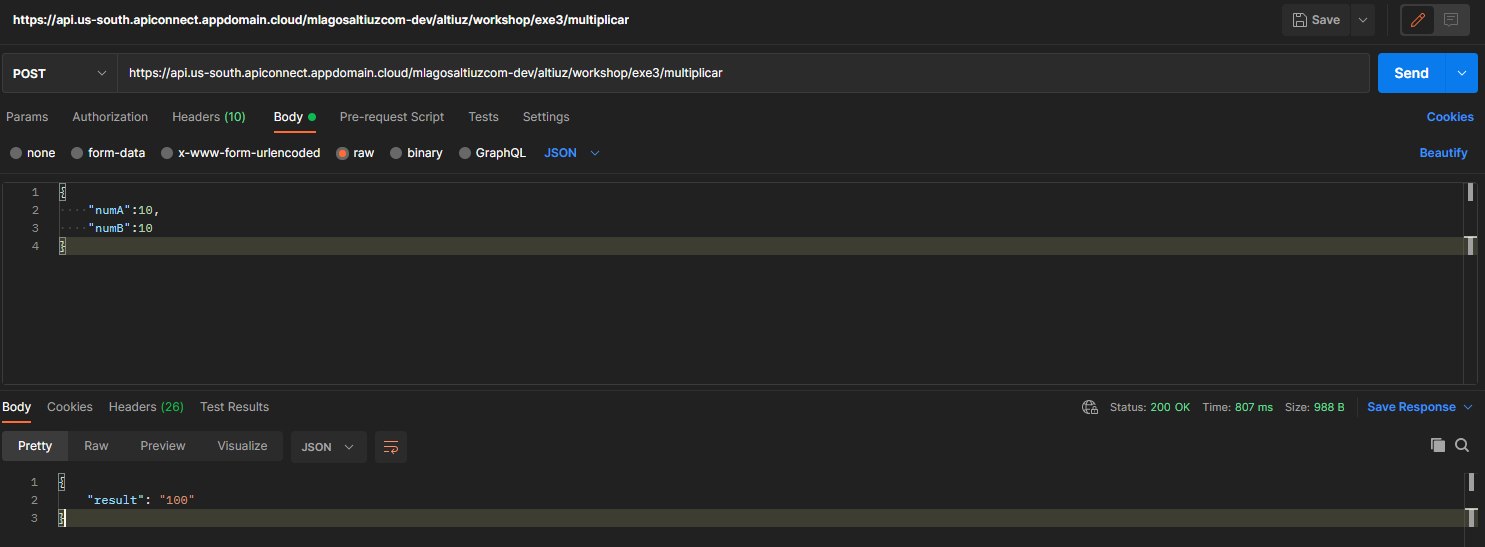 https://api.us-south.apiconnect.appdomain.cloud/mlagosaltiuzcom-dev/altiuz/workshop/exe3/multiplicar Save
POST https://api.us-south.apiconnect.appdomain.cloud/mlagosaltiuzcom-dev/altiuz/workshop/exe3/multiplicar Send
Params Authorization Headers (10) Body Pre-request Script Tests Settings Cookies
none form-data x-www-form-urlencoded raw binary GraphQL JSON Beautify
1 {
2 "numA":10,
3 "numB":10
4 }
Body Cookies Headers (26) Test Results Status: 200 OK Time: 807 ms Size: 988 B Save Response
Pretty Raw Preview Visualize JSON
1 {
2 "result": "100"
3 }